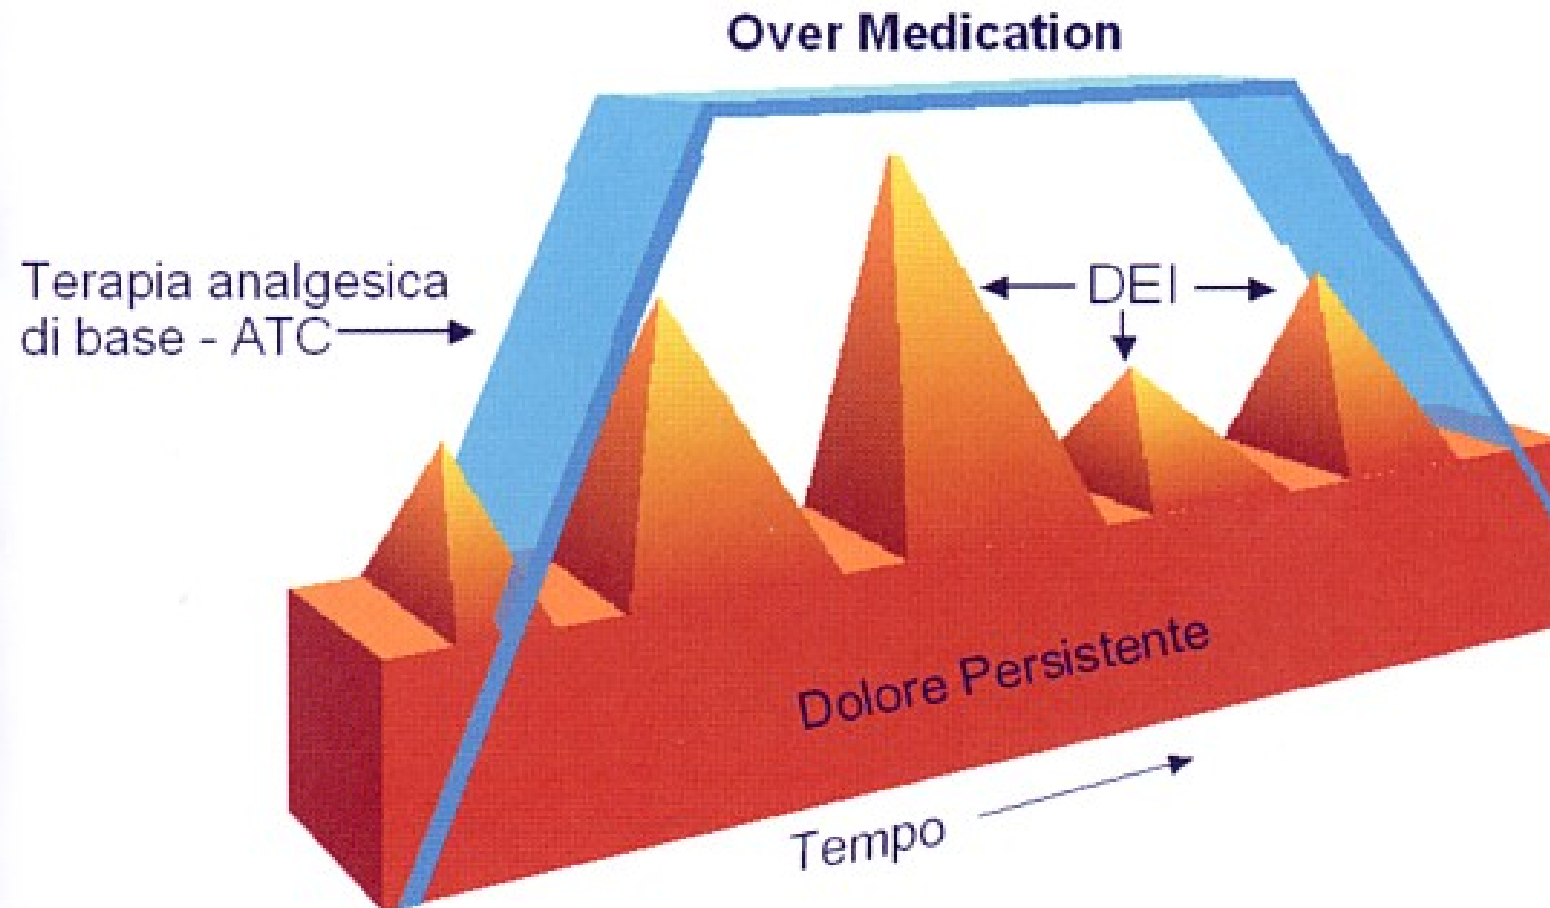 Over Medication
Terapia analgesica
di base - ATC
DEI
Dolore Persistente
Tempo